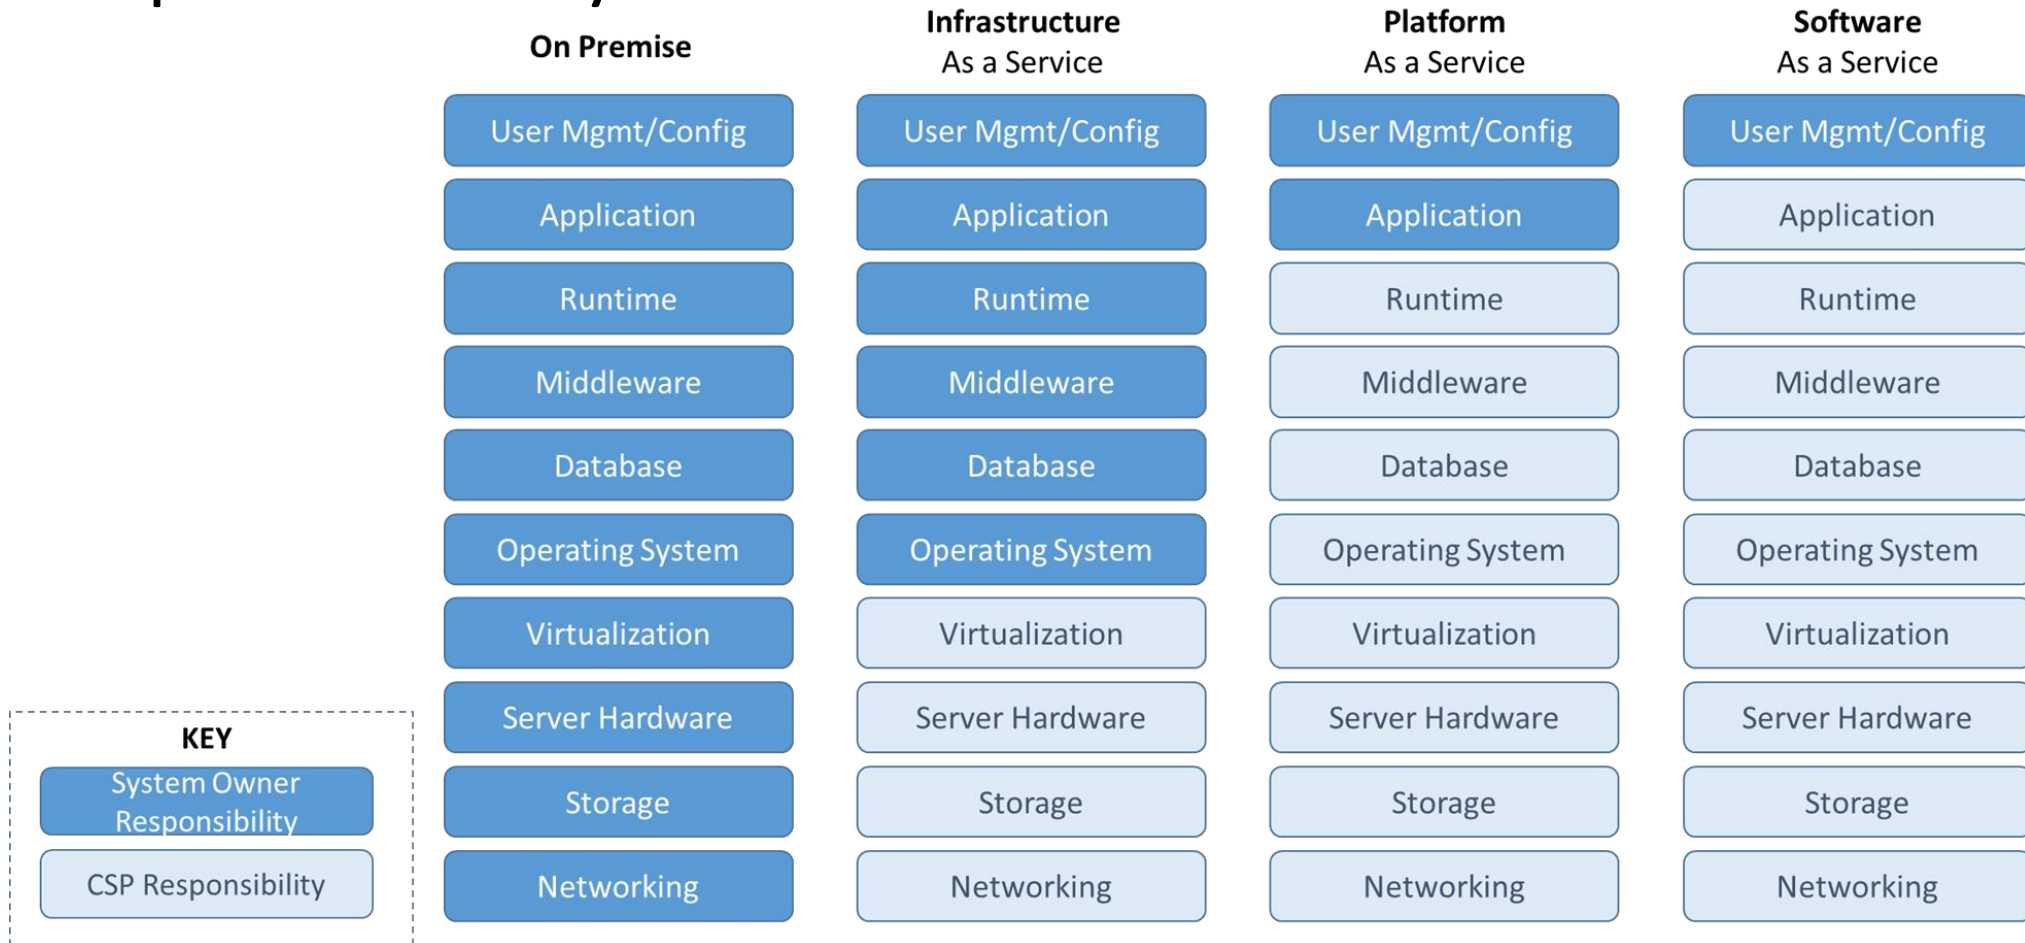 On Premise
Infrastructure
As a Service
Platform
As a Service
Software
As a Service
User Mgmt/Config
User Mgmt/Config
User Mgmt/Config
User Mgmt/Config
Application
Application
Application
Application
Runtime
Runtime
Runtime
Runtime
Middleware
Middleware
Middleware
Middleware
Database
Database
Database
Database
Operating System
Operating System
Operating System
Operating System
Virtualization
Virtualization
Virtualization
Virtualization
Server Hardware
Server Hardware
Server Hardware
Server Hardware
Storage
Storage
Storage
Storage
Networking
Networking
Networking
Networking
KEY
System Owner
Responsibility
CSP Responsibility